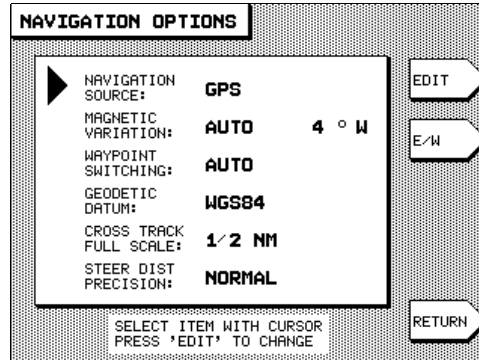 NAVIGATION OPTIONS
NAVIGATION
SOURCE: GPS
MAGNETIC
VARIATION: AUTO 4 ° W
WAYPOINT
SWITCHING: AUTO
GEODETIC
DATUM: WGS84
CROSS TRACK
FULL SCALE: 1/2 NM
STEER DIST
PRECISION: NORMAL
EDIT
E/W
RETURN
SELECT ITEM WITH CURSOR
PRESS 'EDIT' TO CHANGE